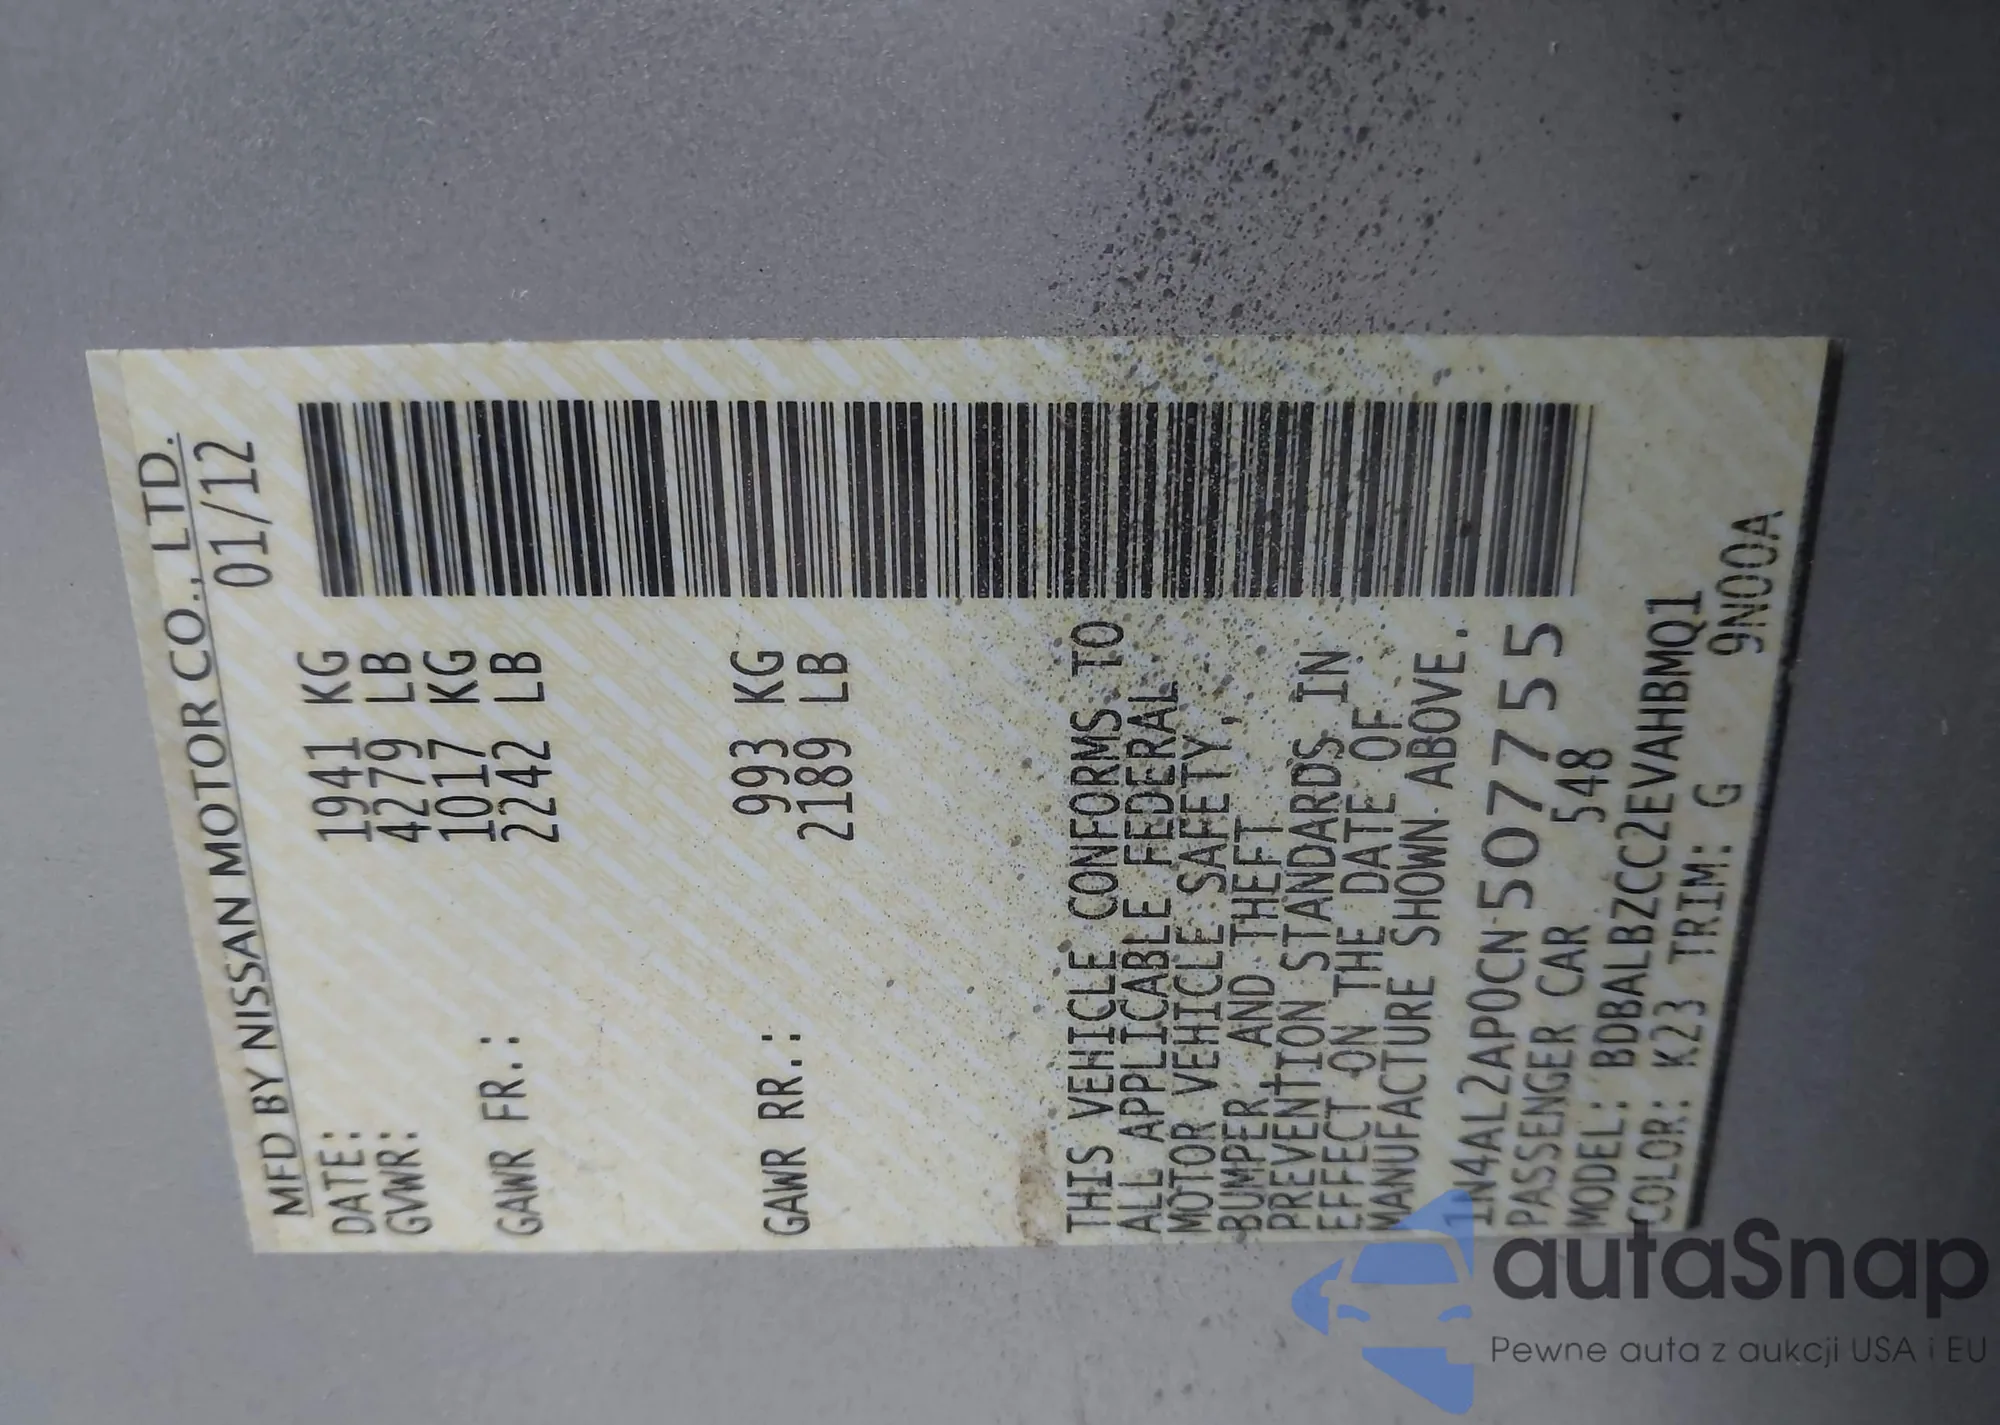 MFD BY NISSAN MOTOR CO., LTD.
DATE: 01/12
GVWR: 1941 KG
4279 LB
GAWR FR.: 1017 KG
2242 LB
GAWR RR.: 993 KG
2189 LB
THIS VEHICLE CONFORMS TO
ALL APPLICABLE FEDERAL
MOTOR VEHICLE SAFETY,
BUMPER, AND THEFT
PREVENTION STANDARDS IN
EFFECT ON THE DATE OF
MANUFACTURE SHOWN ABOVE.
1N4AL2AP0CN507755
PASSENGER CAR 548
MODEL: BDBALBZCC2EVAHBMQ1
COLOR: K23 TRIM: G 9N00A
autaSnap
Pewne auta z aukcji USA i EU